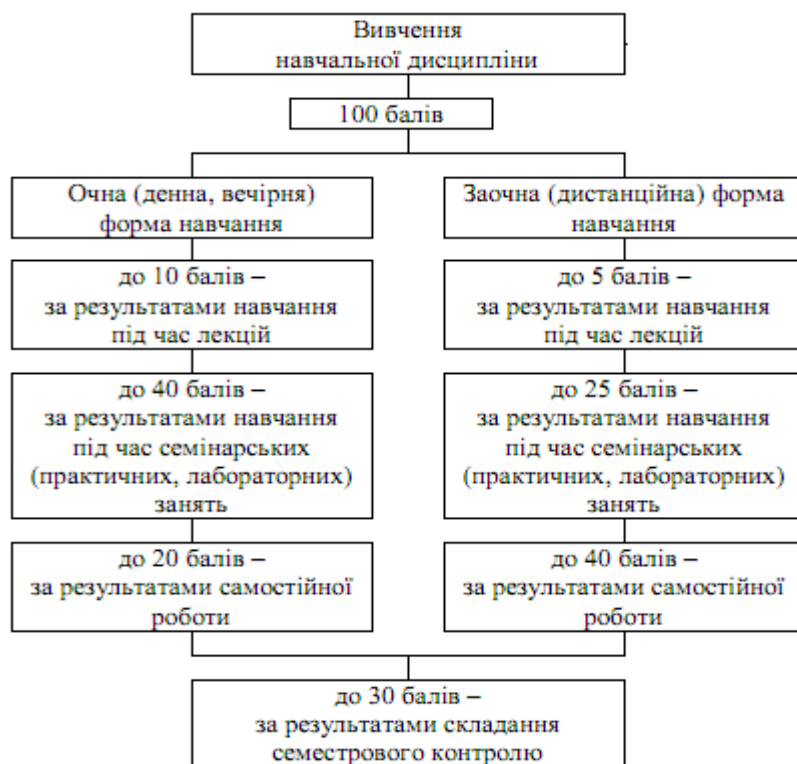 Вивчення
навчальної дисципліни
100 балів
Очна (денна, вечірня)
форма навчання
до 10 балів –
за результатами навчання
під час лекцій
до 40 балів –
за результатами навчання
під час семінарських
(практичних, лабораторних)
занять
до 20 балів –
за результатами самостійної
роботи
Заочна (дистанційна) форма
навчання
до 5 балів –
за результатами навчання
під час лекцій
до 25 балів –
за результатами навчання
під час семінарських
(практичних, лабораторних)
занять
до 40 балів –
за результатами самостійної
роботи
до 30 балів –
за результатами складання
семестрового контролю